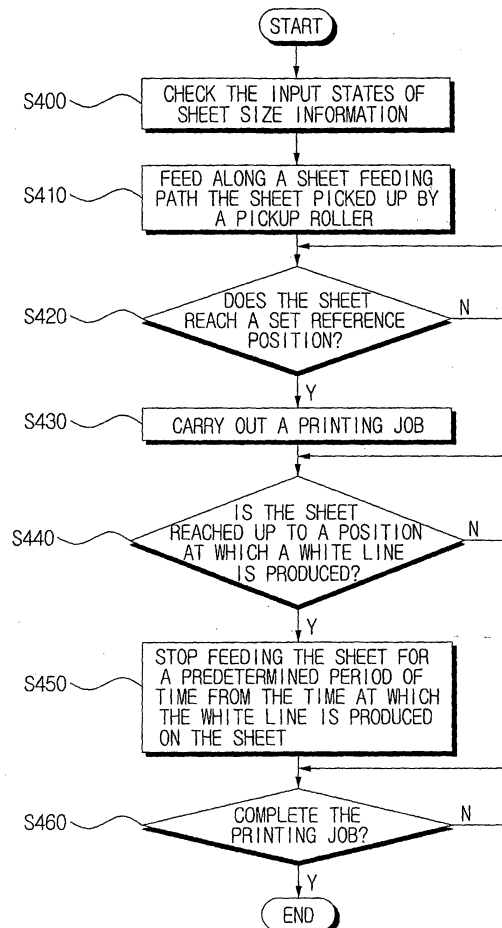 START
S400
CHECK THE INPUT STATES OF
SHEET SIZE INFORMATION
S410
FEED ALONG A SHEET FEEDING
PATH THE SHEET PICKED UP BY
A PICKUP ROLLER
S420
DOES THE SHEET
REACH A SET REFERENCE
POSITION?
N
Y
S430
CARRY OUT A PRINTING JOB
S440
IS THE SHEET
REACHED UP TO A POSITION
AT WHICH A WHITE LINE
IS PRODUCED?
N
Y
S450
STOP FEEDING THE SHEET FOR
A PREDETERMINED PERIOD OF
TIME FROM THE TIME AT WHICH
THE WHITE LINE IS PRODUCED
ON THE SHEET
S460
COMPLETE THE
PRINTING JOB?
N
Y
END